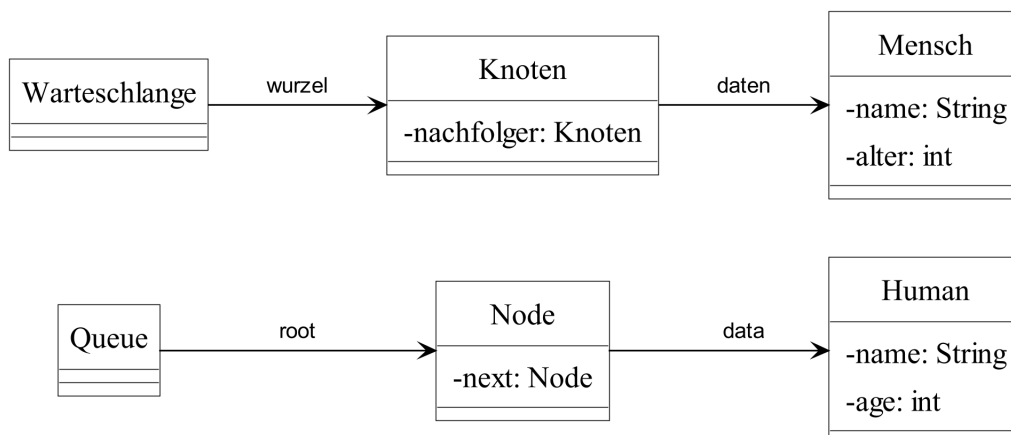 Warteschlange
wurzel
Knoten
-nachfolger: Knoten
daten
Mensch
-name: String
-alter: int
Queue
root
Node
-next: Node
data
Human
-name: String
-age: int